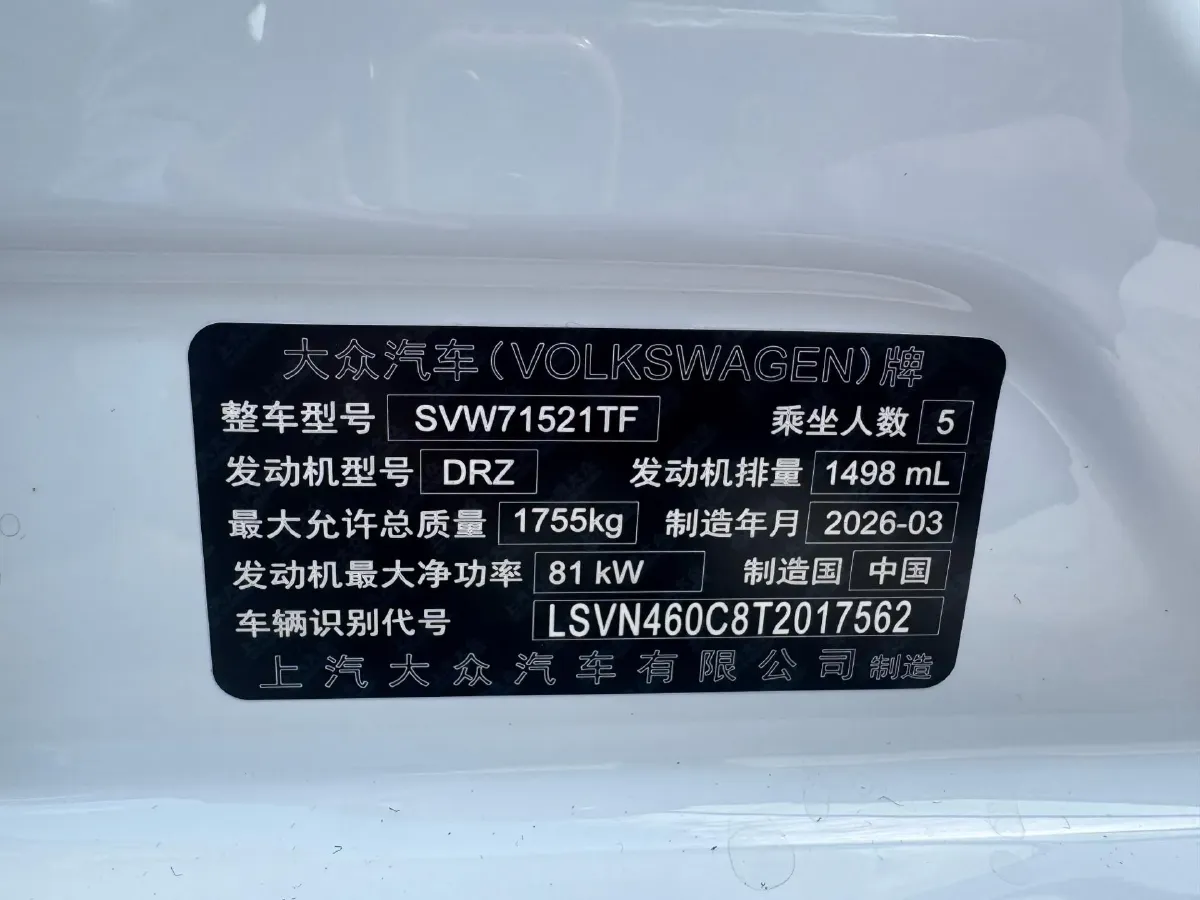 大众汽车(VOLKSWAGEN)牌
整车型号 SVW71521TF 乘坐人数 5
发动机型号 DRZ 发动机排量 1498 mL
最大允许总质量 1755kg 制造年月 2026-03
发动机最大净功率 81 kW 制造国 中国
车辆识别代号 LSVN460C8T2017562
上汽大众汽车有限公司 制造